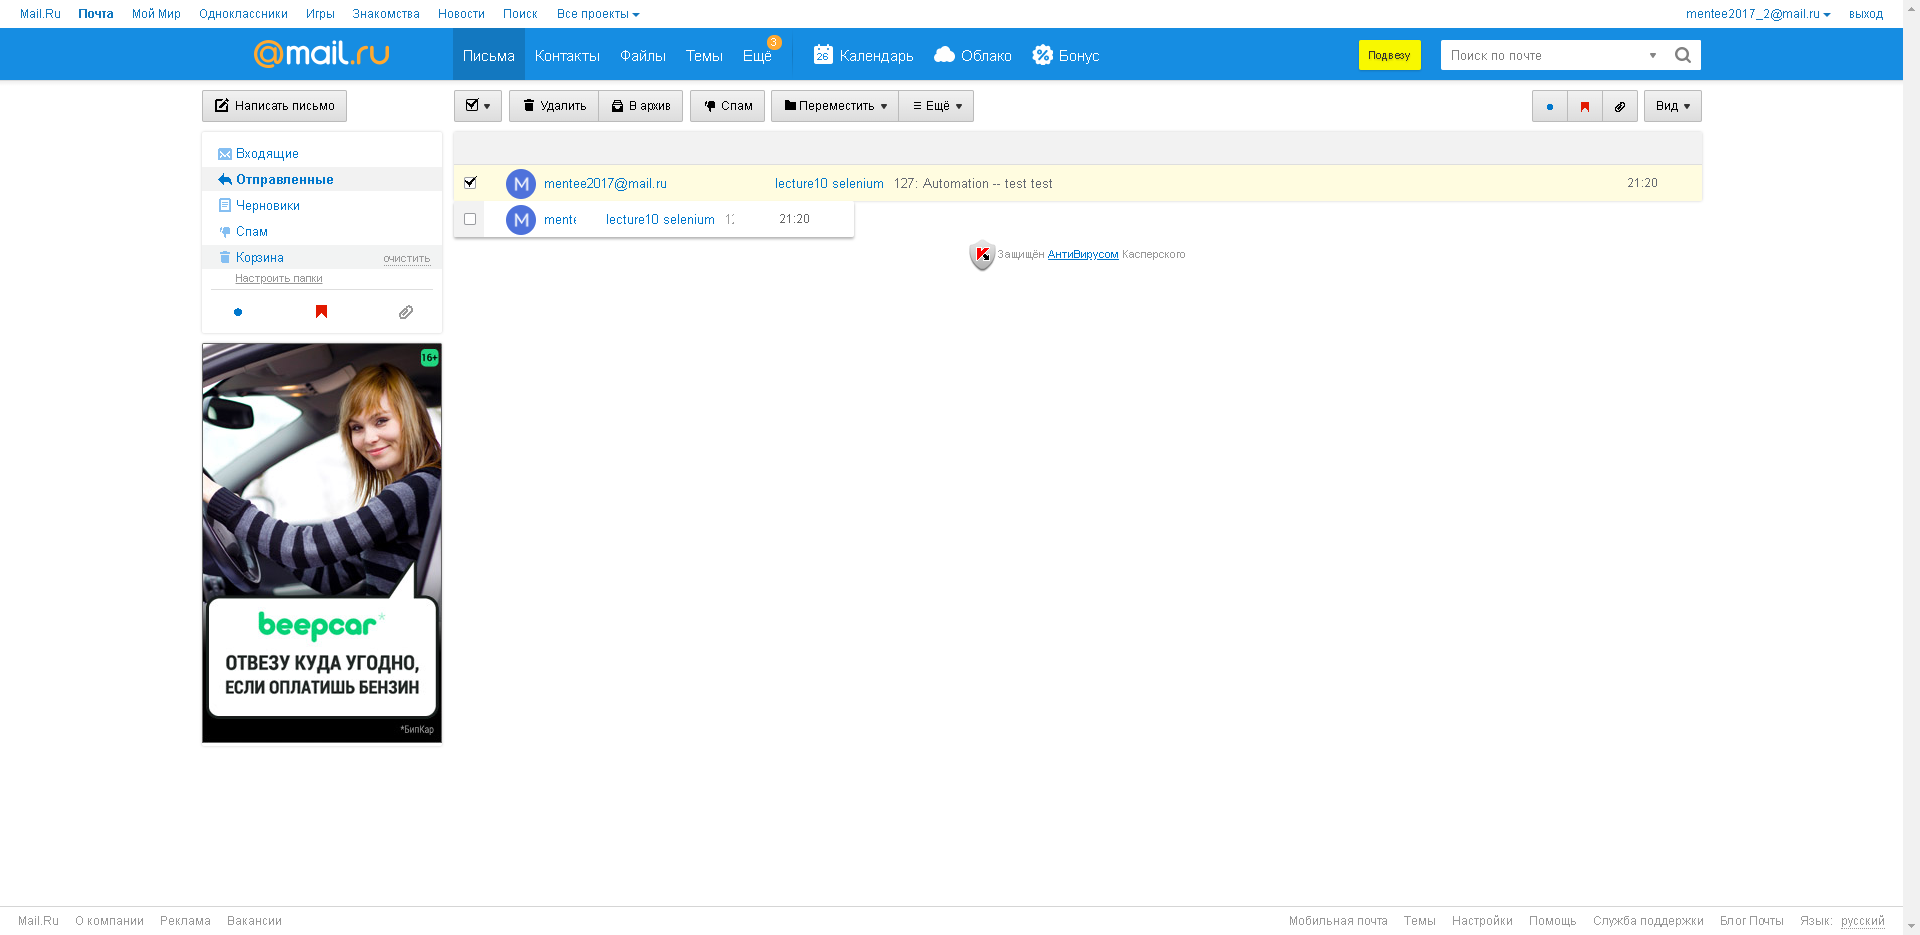 Mail.Ru Почта Мой Мир Одноклассники Игры Знакомства Новости Поиск Все проекты mentee2017_2@mail.ru выход
@mail.ru Письма Контакты Файлы Темы Ещё 3 26 Календарь Облако Бонус Подвезу Поиск по почте
Написать письмо Удалить В архив Спам Переместить Ещё Вид
Входящие
Отправленные
Черновики
Спам
Корзина очистить
Настроить папки
M mentee2017@mail.ru lecture10 selenium 127: Automation -- test test 21:20
M mente lecture10 selenium 21:20
Защищён АнтиВирусом Касперского
16+
beepcar*
ОТВЕЗУ КУДА УГОДНО,
ЕСЛИ ОПЛАТИШЬ БЕНЗИН
*БипКар
Mail.Ru О компании Реклама Вакансии Мобильная почта Темы Настройки Помощь Служба поддержки Блог Почты Язык: русский